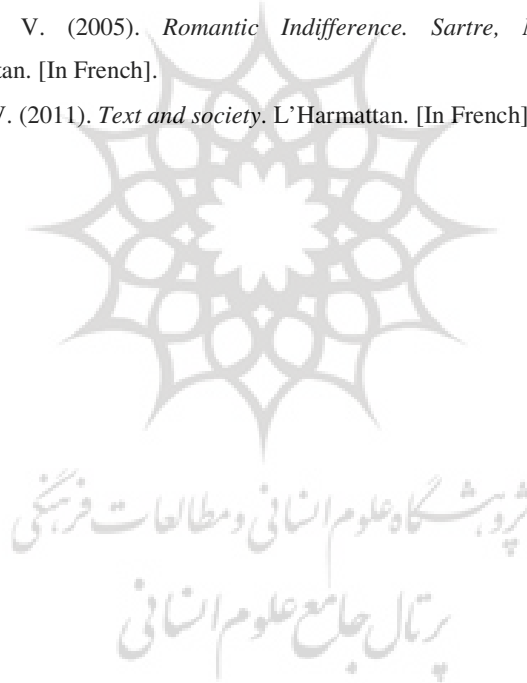 V. (2005). Romantic Indifference. Sartre,
tan. [In French].
V. (2011). Text and society. L’Harmattan. [In French]
پژوهشگاه علوم انسانی و مطالعات فرهنگی
پرتال جامع علوم انسانی